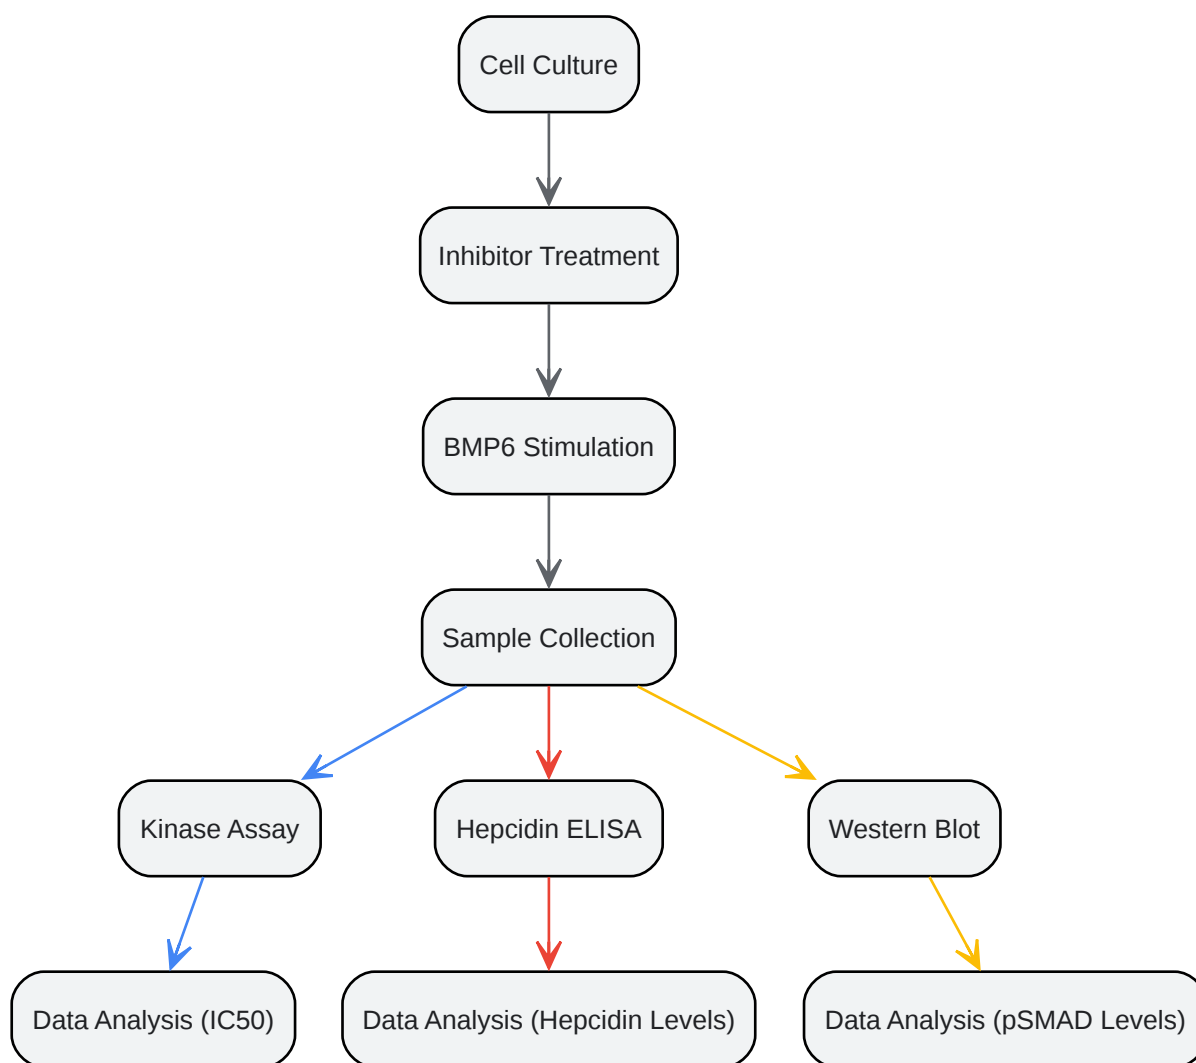 Cell Culture
Inhibitor Treatment
BMP6 Stimulation
Sample Collection
Kinase Assay
Hepcidin ELISA
Western Blot
Data Analysis (IC50)
Data Analysis (Hepcidin Levels)
Data Analysis (pSMAD Levels)